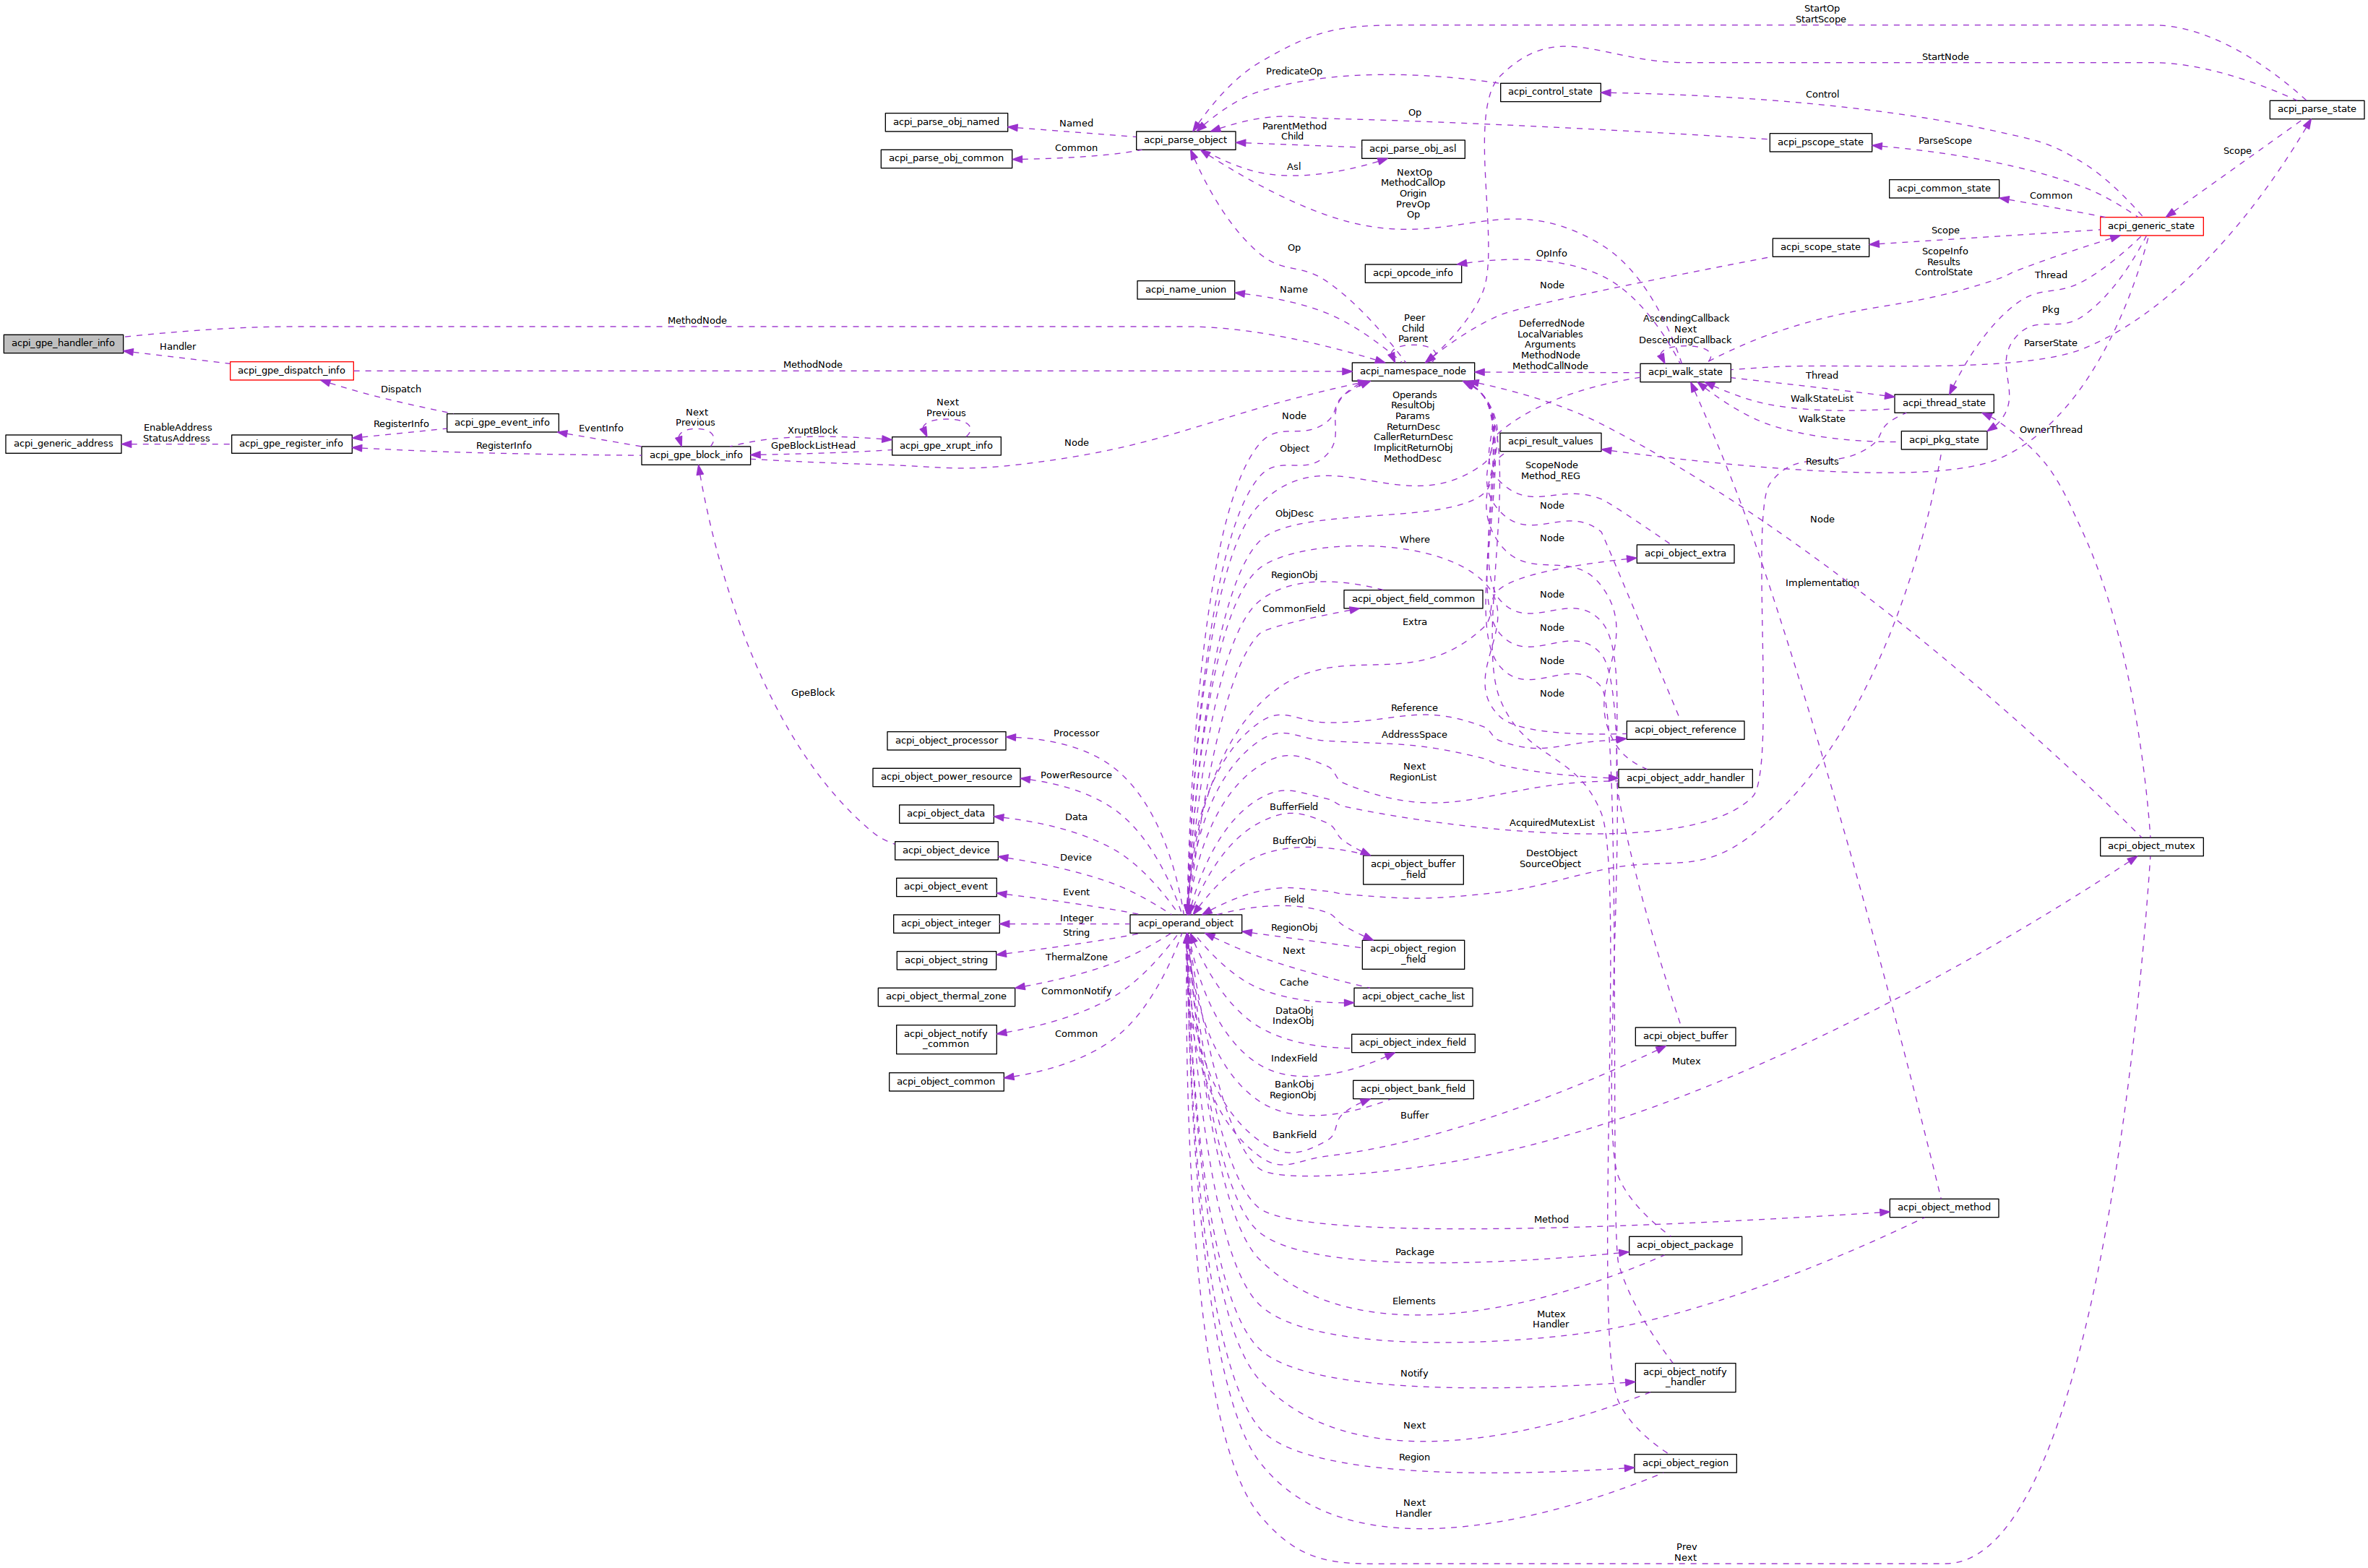 StartOp
StartScope
StartNode
PredicateOp
acpi_control_state
Control
acpi_parse_state
acpi_parse_obj_named
Named
Op
ParentMethod
Child
acpi_parse_object
acpi_pscope_state
ParseScope
acpi_parse_obj_common
Common
acpi_parse_obj_asl
Scope
Asl
NextOp
MethodCallOp
Origin
PrevOp
Op
acpi_common_state
Common
acpi_generic_state
Op
acpi_scope_state
Scope
OpInfo
ScopeInfo
Results
ControlState
acpi_opcode_info
Thread
acpi_name_union
Name
Node
Pkg
MethodNode
Peer
Child
Parent
DeferredNode
LocalVariables
Arguments
MethodNode
MethodCallNode
AscendingCallback
Next
DescendingCallback
acpi_gpe_handler_info
Handler
ParserState
acpi_gpe_dispatch_info
MethodNode
acpi_namespace_node
acpi_walk_state
Thread
Dispatch
WalkStateList
acpi_thread_state
Next
Previous
Next
Previous
Operands
ResultObj
Params
ReturnDesc
CallerReturnDesc
ImplicitReturnObj
MethodDesc
Node
WalkState
acpi_gpe_event_info
RegisterInfo
EventInfo
XruptBlock
OwnerThread
EnableAddress
StatusAddress
acpi_generic_address
acpi_gpe_register_info
RegisterInfo
GpeBlockListHead
acpi_gpe_xrupt_info
Node
Object
acpi_result_values
acpi_pkg_state
acpi_gpe_block_info
Results
ScopeNode
Method_REG
Node
ObjDesc
Node
Where
Node
acpi_object_extra
RegionObj
Implementation
acpi_object_field_common
Node
CommonField
Extra
Node
Node
GpeBlock
Node
Reference
acpi_object_reference
Processor
acpi_object_processor
AddressSpace
PowerResource
acpi_object_power_resource
Next
RegionList
acpi_object_addr_handler
acpi_object_data
Data
BufferField
AcquiredMutexList
acpi_object_device
Device
BufferObj
acpi_object_buffer
_field
DestObject
SourceObject
acpi_object_mutex
acpi_object_event
Event
Field
acpi_object_integer
Integer
acpi_operand_object
RegionObj
String
Next
acpi_object_region
_field
acpi_object_string
ThermalZone
Cache
acpi_object_cache_list
acpi_object_thermal_zone
CommonNotify
DataObj
IndexObj
acpi_object_notify
_common
Common
acpi_object_index_field
acpi_object_buffer
IndexField
Mutex
acpi_object_common
BankObj
RegionObj
acpi_object_bank_field
Buffer
BankField
acpi_object_method
Method
Package
acpi_object_package
Elements
Mutex
Handler
Notify
acpi_object_notify
_handler
Next
Region
acpi_object_region
Next
Handler
Prev
Next